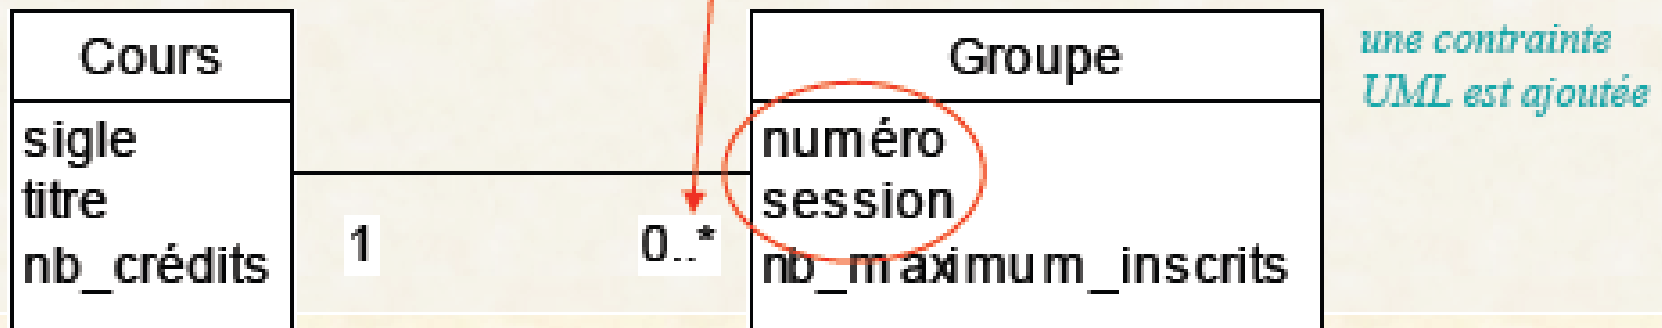 Cours
sigle
titre
nb_crédits
1
0..*
Groupe
numéro
session
nb_maximum_inscrits
une contrainte
UML est ajoutée